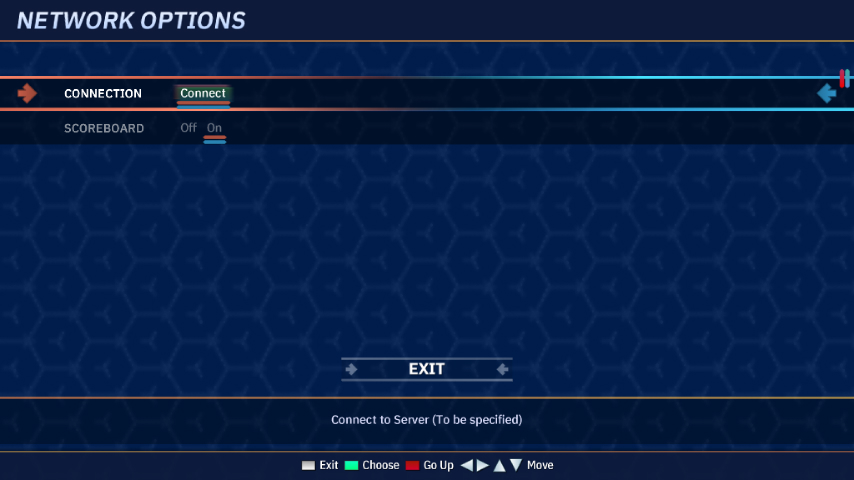 NETWORK OPTIONS
CONNECTION Connect
SCOREBOARD Off On
EXIT
Connect to Server (To be specified)
Exit Choose Go Up Move